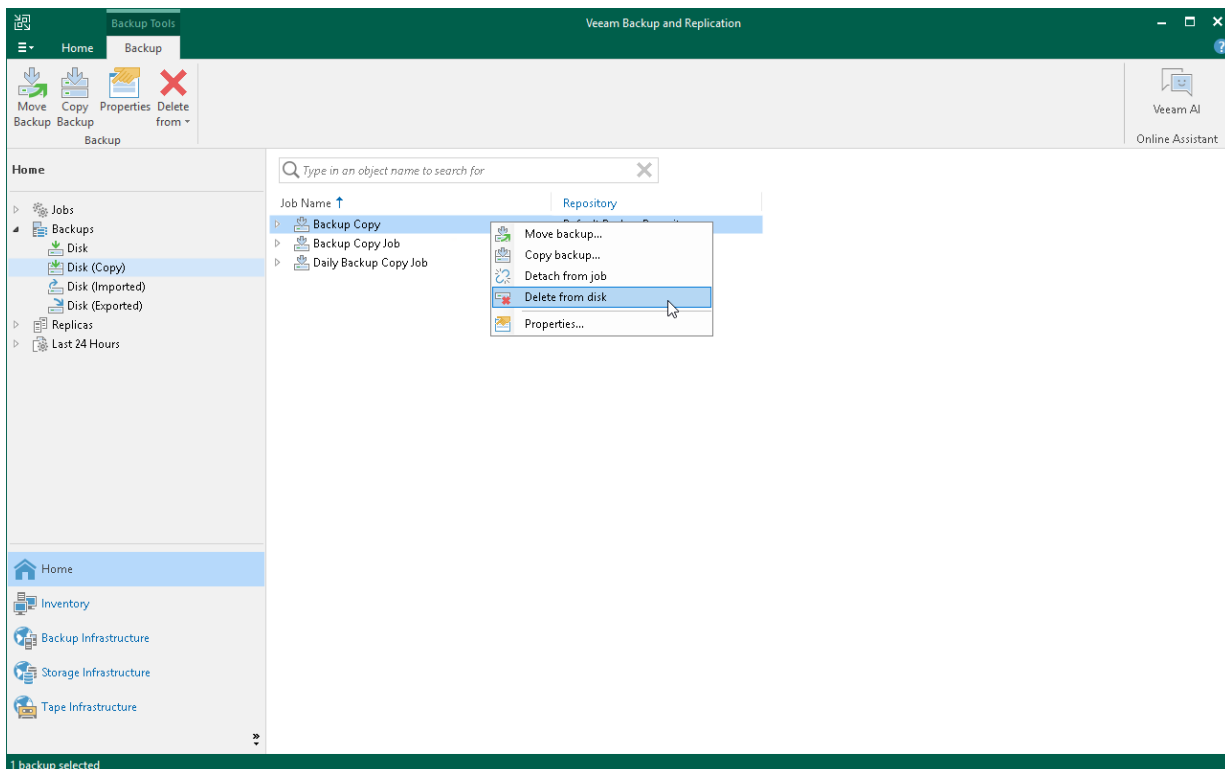 Backup Tools
Veeam Backup and Replication
Home
Backup
?
Move Backup
Copy Backup
Properties
Delete from
Backup
Veeam AI
Online Assistant
Home
Type in an object name to search for
Jobs
Backups
Disk
Disk (Copy)
Disk (Imported)
Disk (Exported)
Replicas
Last 24 Hours
Job Name
Repository
Backup Copy
Backup Copy Job
Daily Backup Copy Job
Move backup...
Copy backup...
Detach from job
Delete from disk
Properties...
Home
Inventory
Backup Infrastructure
Storage Infrastructure
Tape Infrastructure
1 backup selected